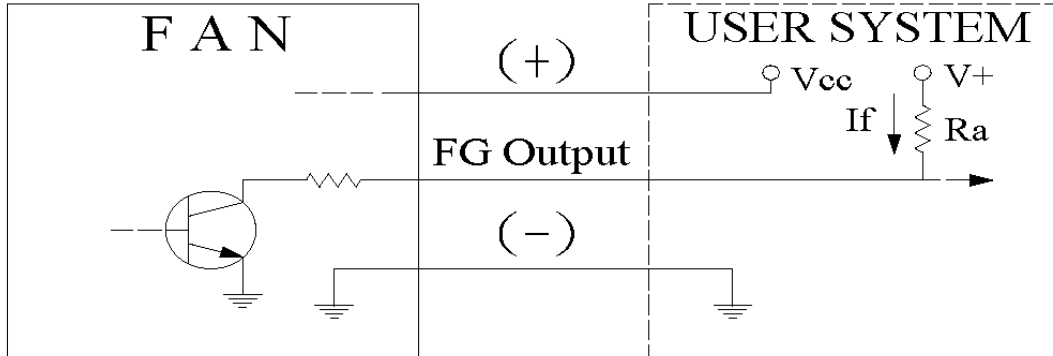 F A N
USER SYSTEM
(+)
Vcc
V+
If
Ra
FG Output
(-)